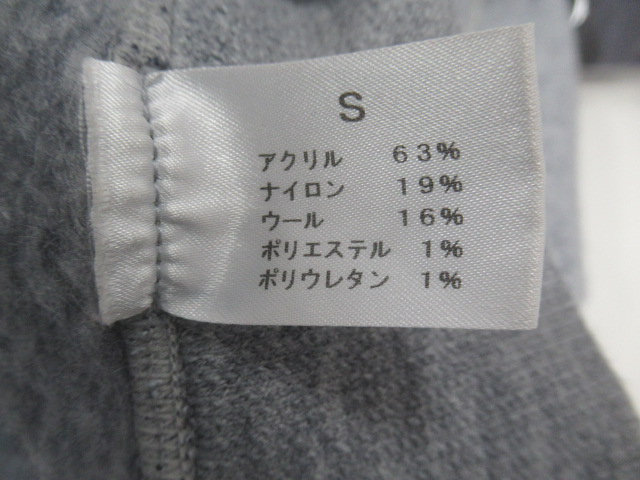 S
アクリル 63%
ナイロン 19%
ウール 16%
ポリエステル 1%
ポリウレタン 1%